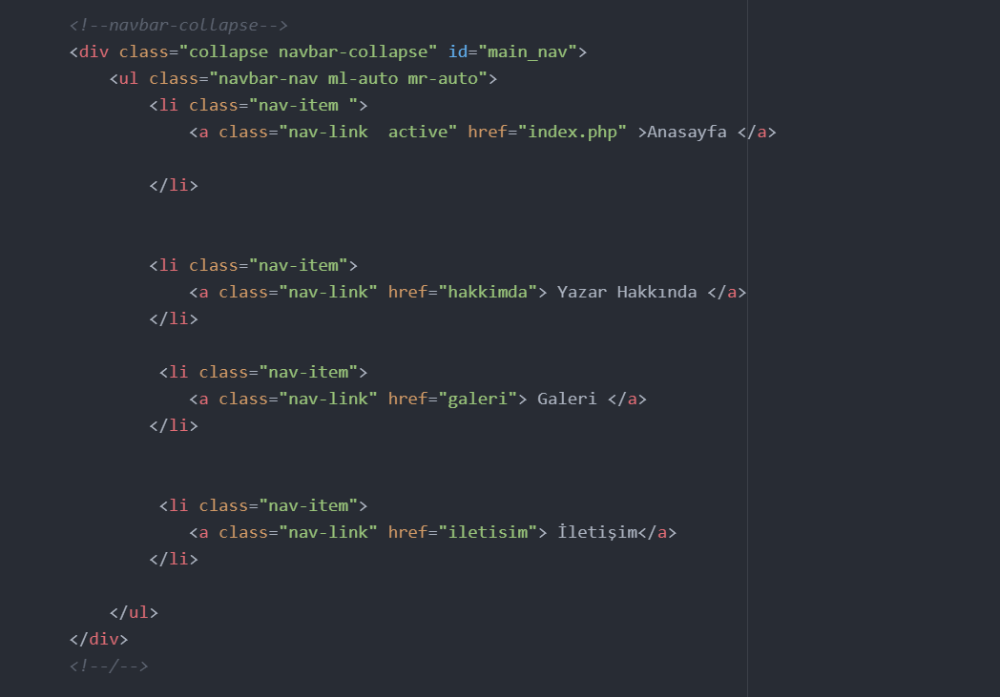 <!--navbar-collapse-->
<div class="collapse navbar-collapse" id="main_nav">
    <ul class="navbar-nav ml-auto mr-auto">
        <li class="nav-item ">
            <a class="nav-link  active" href="index.php" >Anasayfa </a>
        </li>
        <li class="nav-item">
            <a class="nav-link" href="hakkimda"> Yazar Hakkında </a>
        </li>
         <li class="nav-item">
            <a class="nav-link" href="galeri"> Galeri </a>
        </li>
         <li class="nav-item">
            <a class="nav-link" href="iletisim"> İletişim</a>
        </li>
    </ul>
</div>
<!--/-->